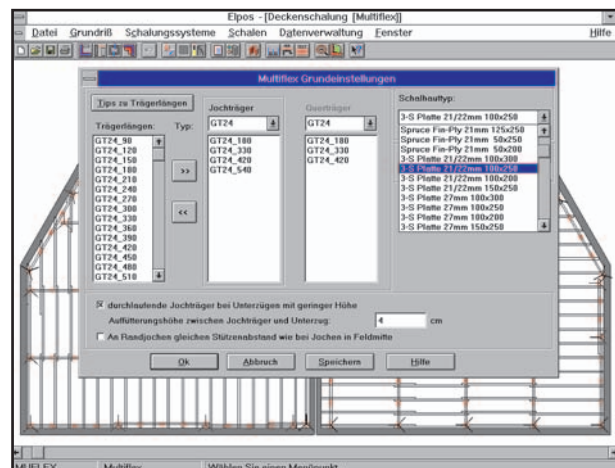 Elpos - [Deckenschalung [Multiflex]]
Datei Grundriß Schalungssysteme Schalen Datenverwaltung Fenster Hilfe
Multiflex Grundeinstellungen
Tips zu Trägerlängen
Trägerlängen:
GT24_90
GT24_120
GT24_150
GT24_180
GT24_210
GT24_240
GT24_270
GT24_300
GT24_330
GT24_360
GT24_390
GT24_420
GT24_450
GT24_480
GT24_510
Typ:
>>
<<
Jochträger
GT24
GT24_180
GT24_330
GT24_420
GT24_540
Querträger
GT24
GT24_180
GT24_330
GT24_420
Schalhauttyp:
3-S Platte 21/22mm 100x250
Spruce Fin-Ply 21mm 125x250
Spruce Fin-Ply 21mm 50x250
Spruce Fin-Ply 21mm 50x200
3-S Platte 21/22mm 100x300
3-S Platte 21/22mm 100x250
3-S Platte 21/22mm 100x200
3-S Platte 21/22mm 150x250
3-S Platte 27mm 100x300
3-S Platte 27mm 100x250
3-S Platte 27mm 100x200
3-S Platte 27mm 150x250
durchlaufende Jochträger bei Unterzügen mit geringer Höhe
Auffütterungshöhe zwischen Jochträger und Unterzug: 4 cm
An Randjochen gleichen Stützenabstand wie bei Jochen in Feldmitte
Ok Abbruch Speichern Hilfe
MUFLEX Multiflex Wählen Sie einen Menüpunkt